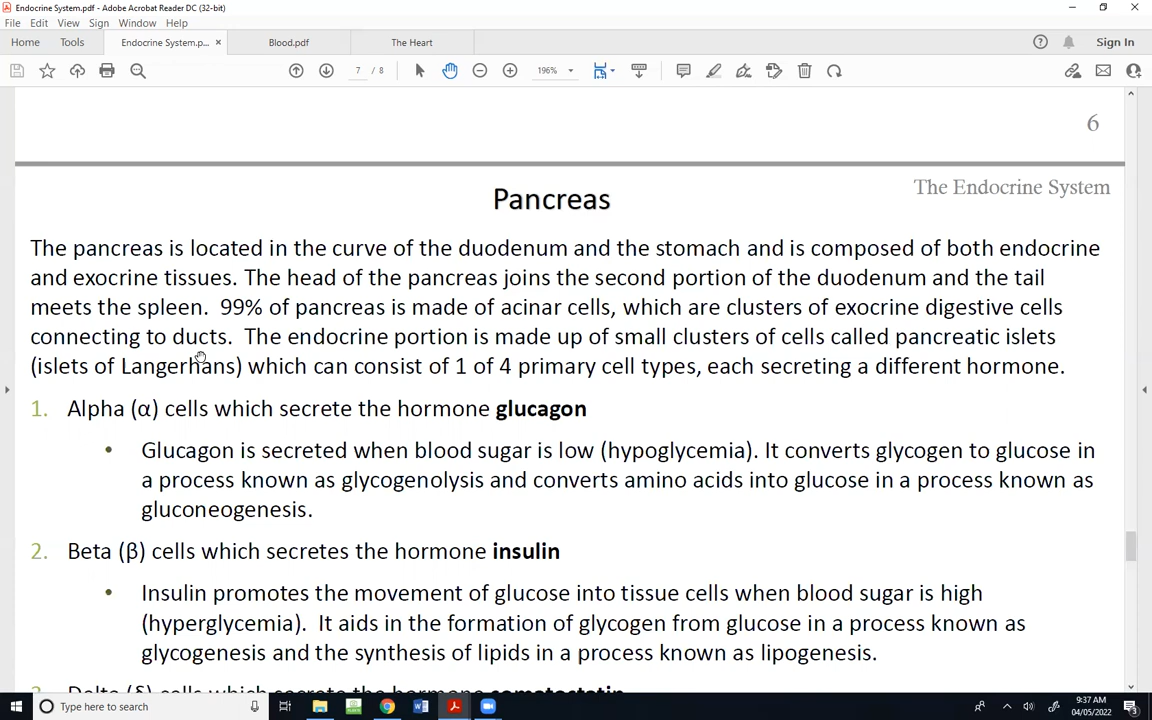 Endocrine System.pdf - Adobe Acrobat Reader DC (32-bit)
File Edit View Sign Window Help
Home Tools Endocrine System.p... × Blood.pdf The Heart Sign In
7 / 8 196%
6
The Endocrine System
Pancreas
The pancreas is located in the curve of the duodenum and the stomach and is composed of both endocrine
and exocrine tissues. The head of the pancreas joins the second portion of the duodenum and the tail
meets the spleen. 99% of pancreas is made of acinar cells, which are clusters of exocrine digestive cells
connecting to ducts. The endocrine portion is made up of small clusters of cells called pancreatic islets
(islets of Langerhans) which can consist of 1 of 4 primary cell types, each secreting a different hormone.
1. Alpha (α) cells which secrete the hormone glucagon
• Glucagon is secreted when blood sugar is low (hypoglycemia). It converts glycogen to glucose in
a process known as glycogenolysis and converts amino acids into glucose in a process known as
gluconeogenesis.
2. Beta (β) cells which secretes the hormone insulin
• Insulin promotes the movement of glucose into tissue cells when blood sugar is high
(hyperglycemia). It aids in the formation of glycogen from glucose in a process known as
glycogenesis and the synthesis of lipids in a process known as lipogenesis.
3. Delta (δ) cells which secrete the hormone somatostatin
Type here to search
9:37 AM
04/05/2022
3